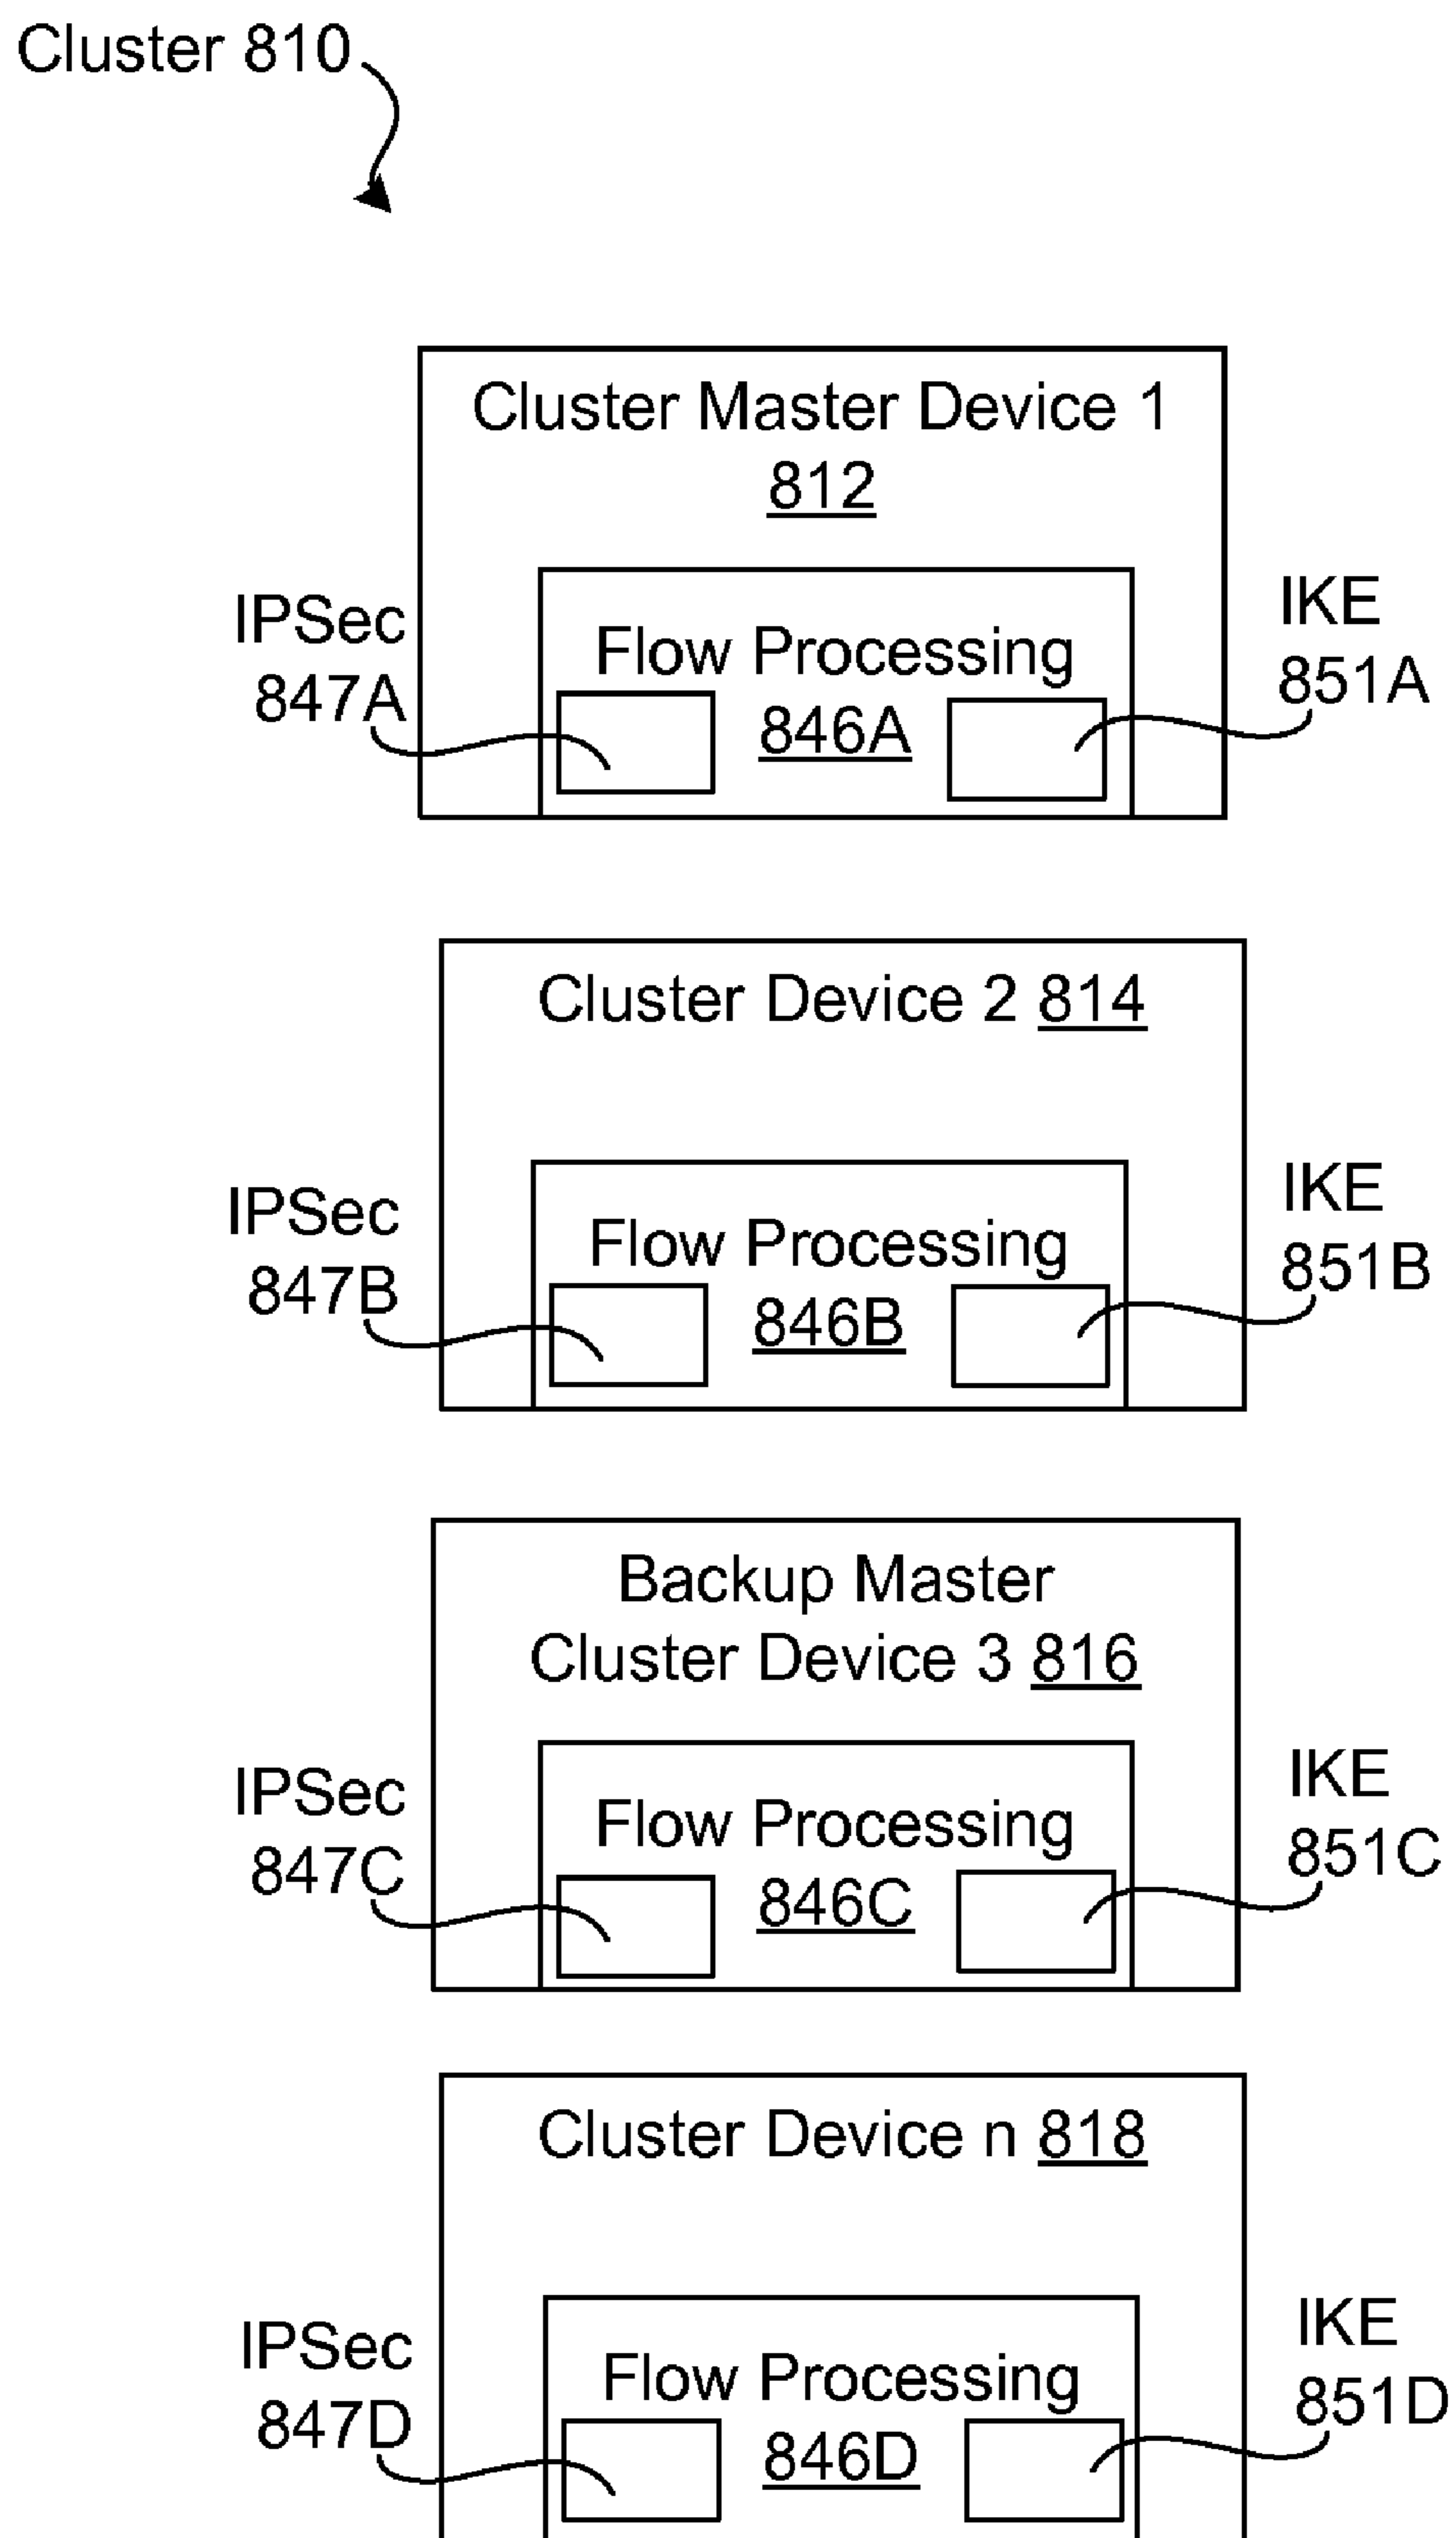 Cluster 810
Cluster Master Device 1
812
IPSec
847A
Flow Processing
846A
IKE
851A
Cluster Device 2 814
IPSec
847B
Flow Processing
846B
IKE
851B
Backup Master
Cluster Device 3 816
IPSec
847C
Flow Processing
846C
IKE
851C
Cluster Device n 818
IPSec
847D
Flow Processing
846D
IKE
851D